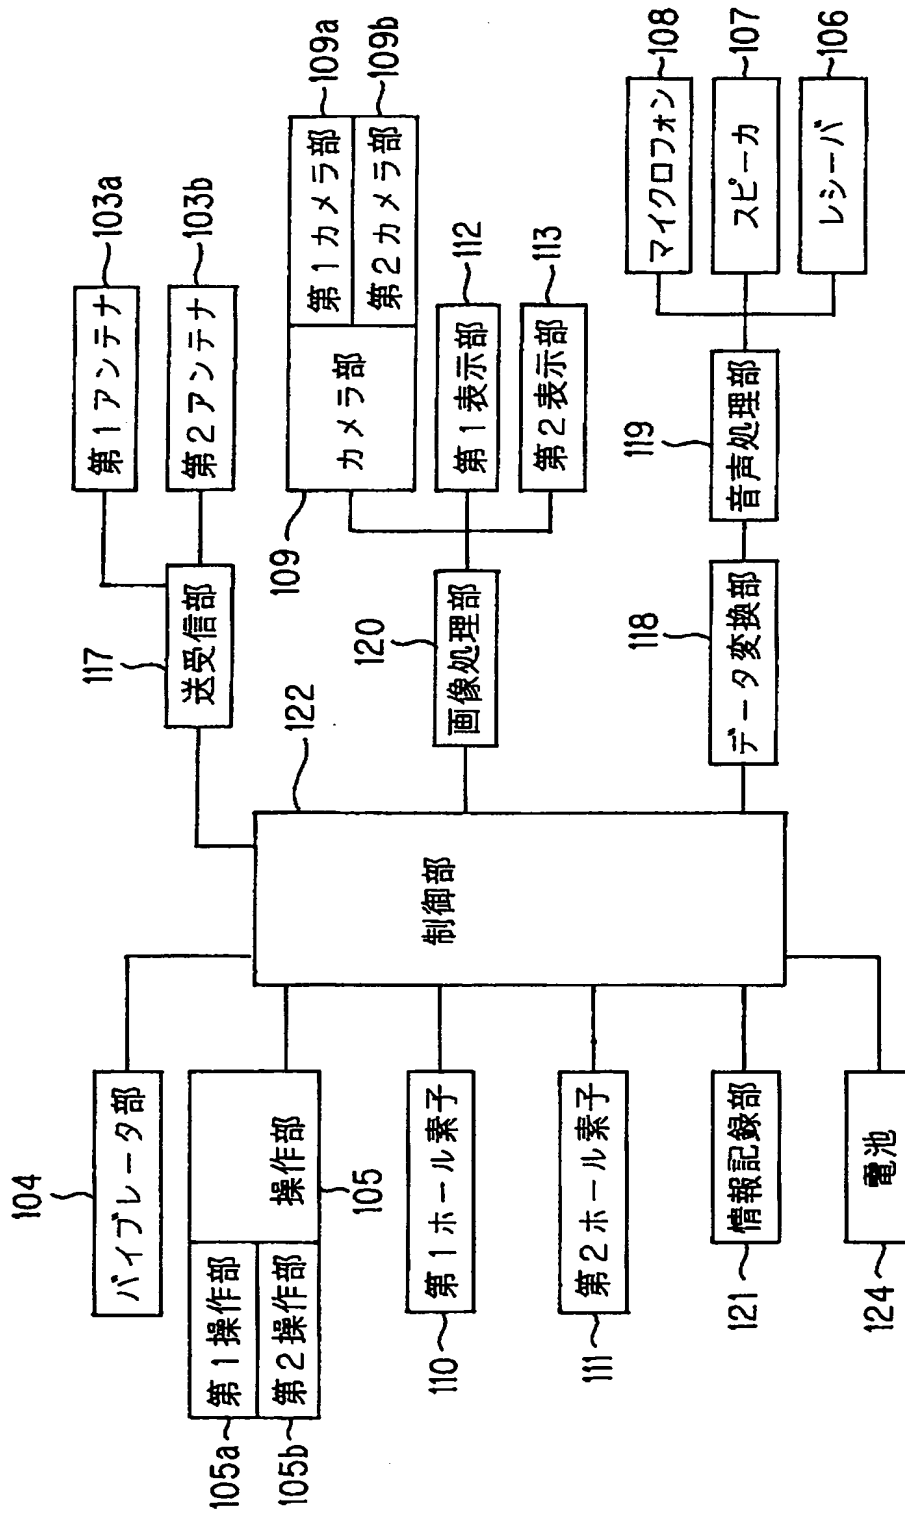 104
バイブレータ部
105a
第1操作部
105b
第2操作部
操作部
105
110
第1ホール素子
111
第2ホール素子
121
情報記録部
124
電池
制御部
122
117
送受信部
第1アンテナ
103a
第2アンテナ
103b
120
画像処理部
109
カメラ部
第1カメラ部
109a
第2カメラ部
109b
第1表示部
112
第2表示部
113
118
データ変換部
119
音声処理部
マイクロフォン
108
スピーカ
107
レシーバ
106